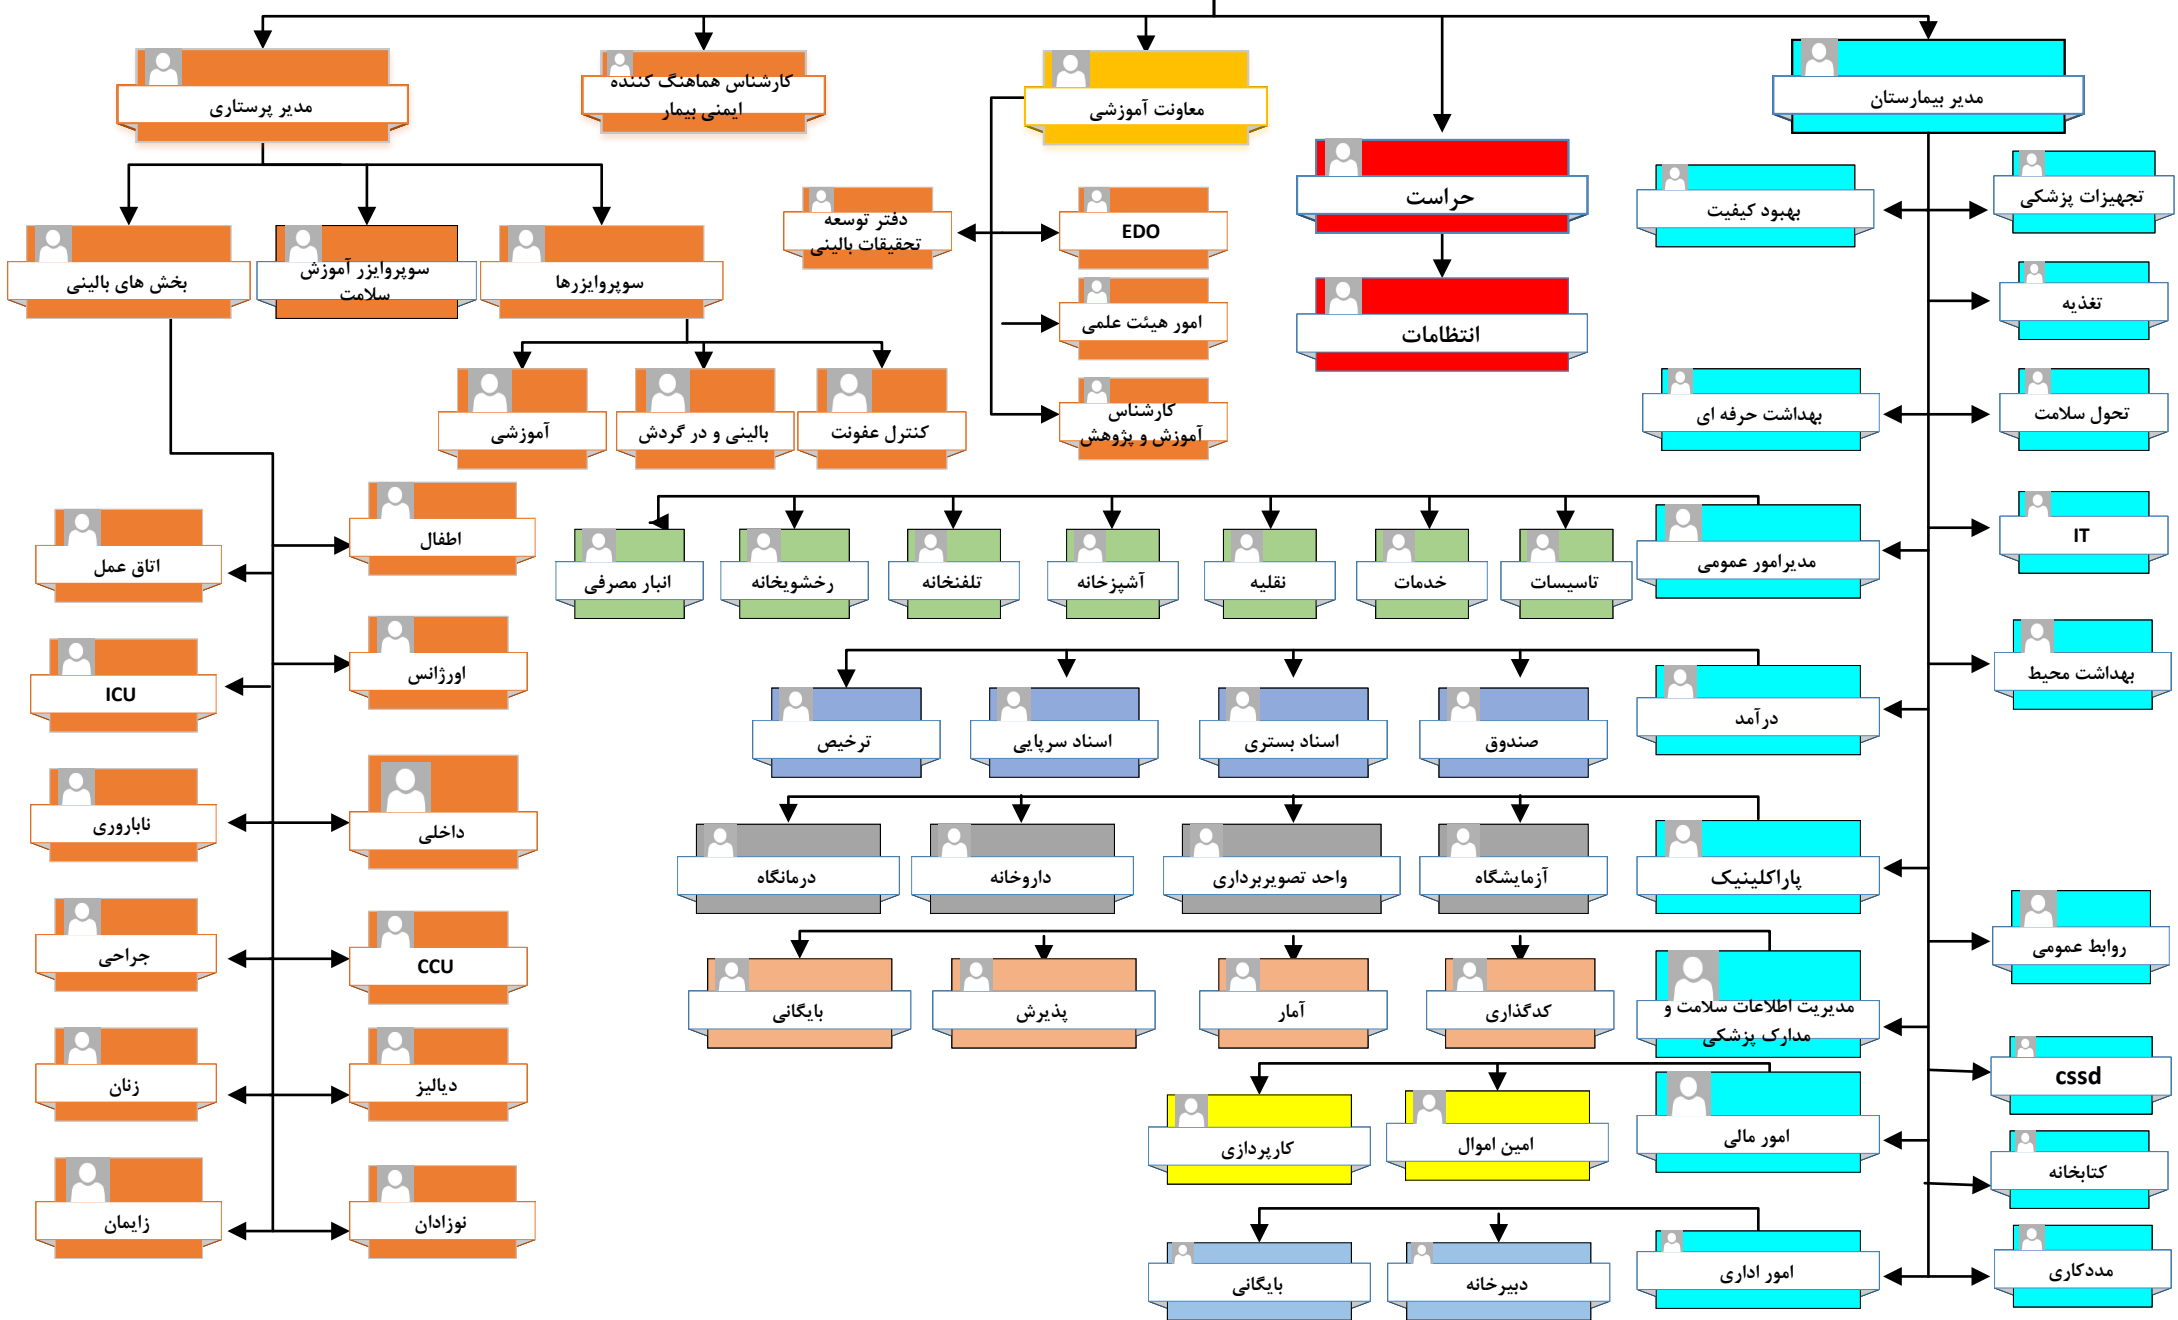 مدیر بیمارستان
معاونت آموزشی
کارشناس هماهنگ کننده
ایمنی بیمار
مدیر پرستاری
حراست
انتظامات
تجهیزات پزشکی
بهبود کیفیت
تغذیه
تحول سلامت
بهداشت حرفه ای
IT
مدیرامور عمومی
تاسیسات
خدمات
نقلیه
آشپزخانه
تلفنخانه
رخشویخانه
انبار مصرفی
بهداشت محیط
درآمد
صندوق
اسناد بستری
اسناد سرپایی
ترخیص
پاراکلینیک
آزمایشگاه
واحد تصویربرداری
داروخانه
درمانگاه
روابط عمومی
مدیریت اطلاعات سلامت و
مدارک پزشکی
کدگذاری
آمار
پذیرش
بایگانی
cssd
امور مالی
امین اموال
کارپردازی
کتابخانه
مددکاری
امور اداری
دبیرخانه
بایگانی
EDO
دفتر توسعه
تحقیقات بالینی
امور هیئت علمی
کارشناس
آموزش و پژوهش
سوپروایزرها
سوپروایزر آموزش
سلامت
بخش های بالینی
کنترل عفونت
بالینی و در گردش
آموزشی
اطفال
اتاق عمل
اورژانس
ICU
داخلی
ناباروری
CCU
جراحی
دیالیز
زنان
نوزادان
زایمان